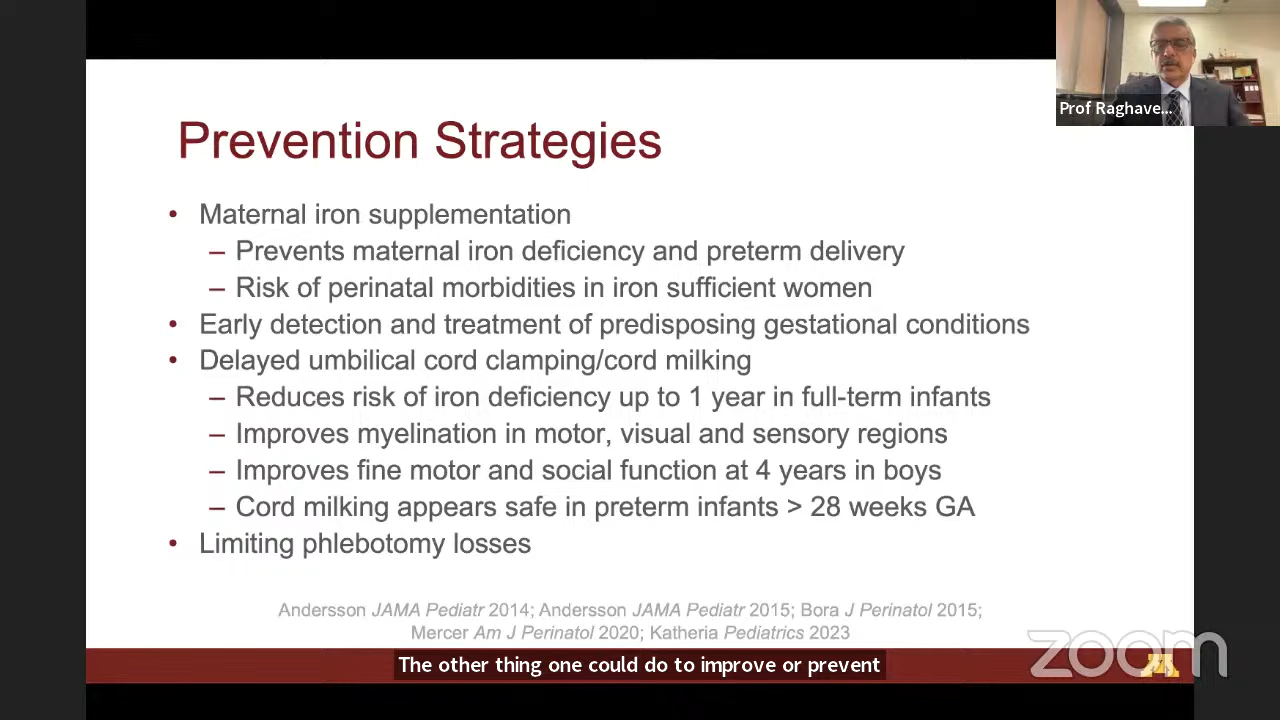 Prof Raghave...
Prevention Strategies
• Maternal iron supplementation
– Prevents maternal iron deficiency and preterm delivery
– Risk of perinatal morbidities in iron sufficient women
• Early detection and treatment of predisposing gestational conditions
• Delayed umbilical cord clamping/cord milking
– Reduces risk of iron deficiency up to 1 year in full-term infants
– Improves myelination in motor, visual and sensory regions
– Improves fine motor and social function at 4 years in boys
– Cord milking appears safe in preterm infants > 28 weeks GA
• Limiting phlebotomy losses
Andersson JAMA Pediatr 2014; Andersson JAMA Pediatr 2015; Bora J Perinatol 2015;
Mercer Am J Perinatol 2020; Katheria Pediatrics 2023
The other thing one could do to improve or prevent
zoom
M